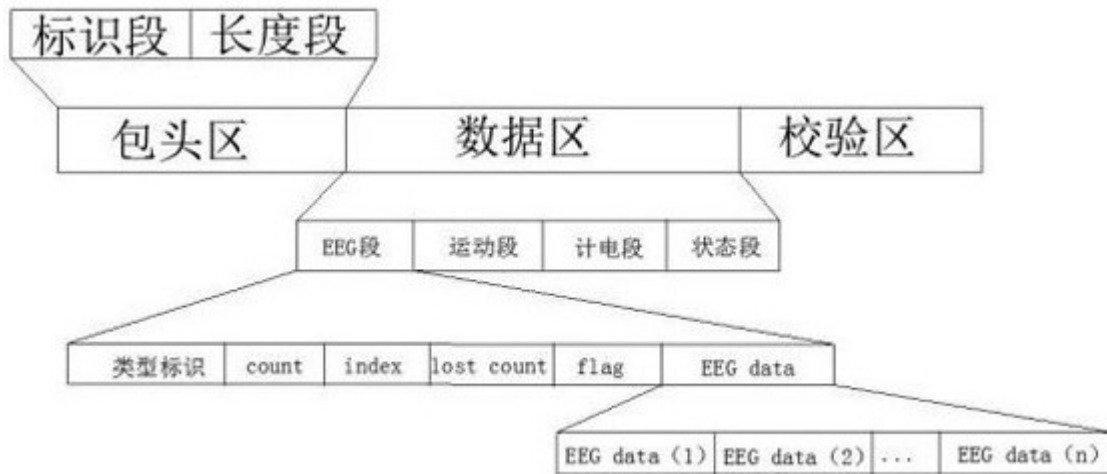 标识段 长度段
包头区 数据区 校验区
EEG段 运动段 计电段 状态段
类型标识 count index lost count flag EEG data
EEG data (1) EEG data (2) ... EEG data (n)